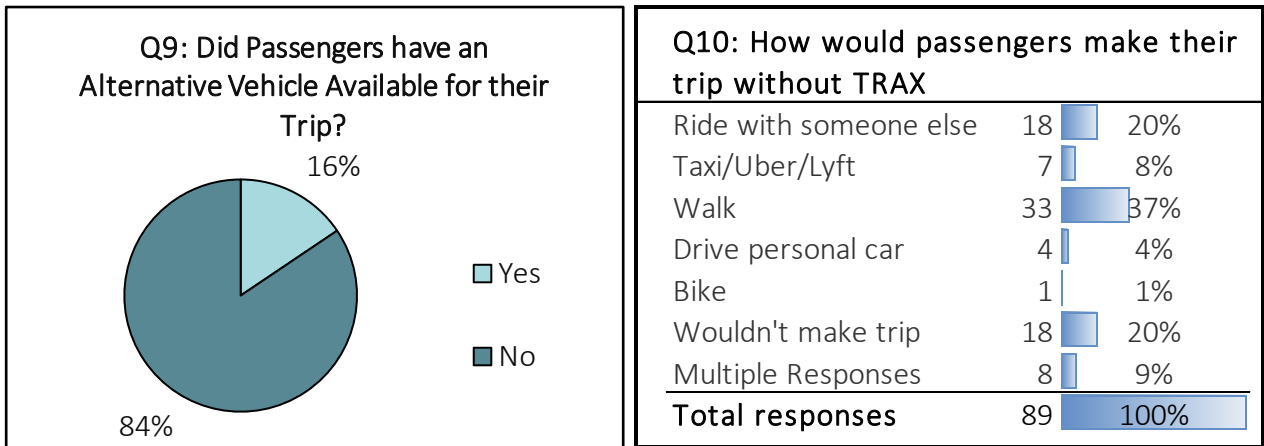 Q9: Did Passengers have an
Alternative Vehicle Available for their
Trip?
16%
Yes
No
84%
Q10: How would passengers make their
trip without TRAX
Ride with someone else 18 20%
Taxi/Uber/Lyft 7 8%
Walk 33 37%
Drive personal car 4 4%
Bike 1 1%
Wouldn't make trip 18 20%
Multiple Responses 8 9%
Total responses 89 100%